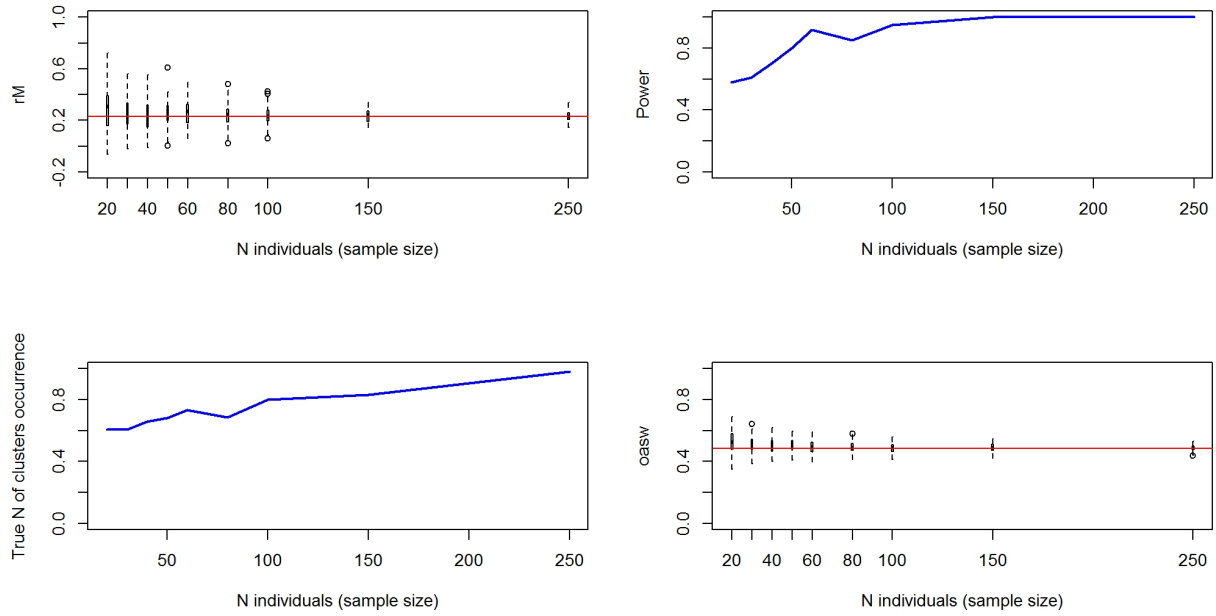 rM
1.0
0.6
0.2
-0.2
20 40 60 80 100 150 250
N individuals (sample size)
Power
0.8
0.4
0.0
50 100 150 200 250
N individuals (sample size)
True N of clusters occurrence
0.8
0.4
0.0
50 100 150 200 250
N individuals (sample size)
oasw
0.8
0.4
0.0
20 40 60 80 100 150 250
N individuals (sample size)